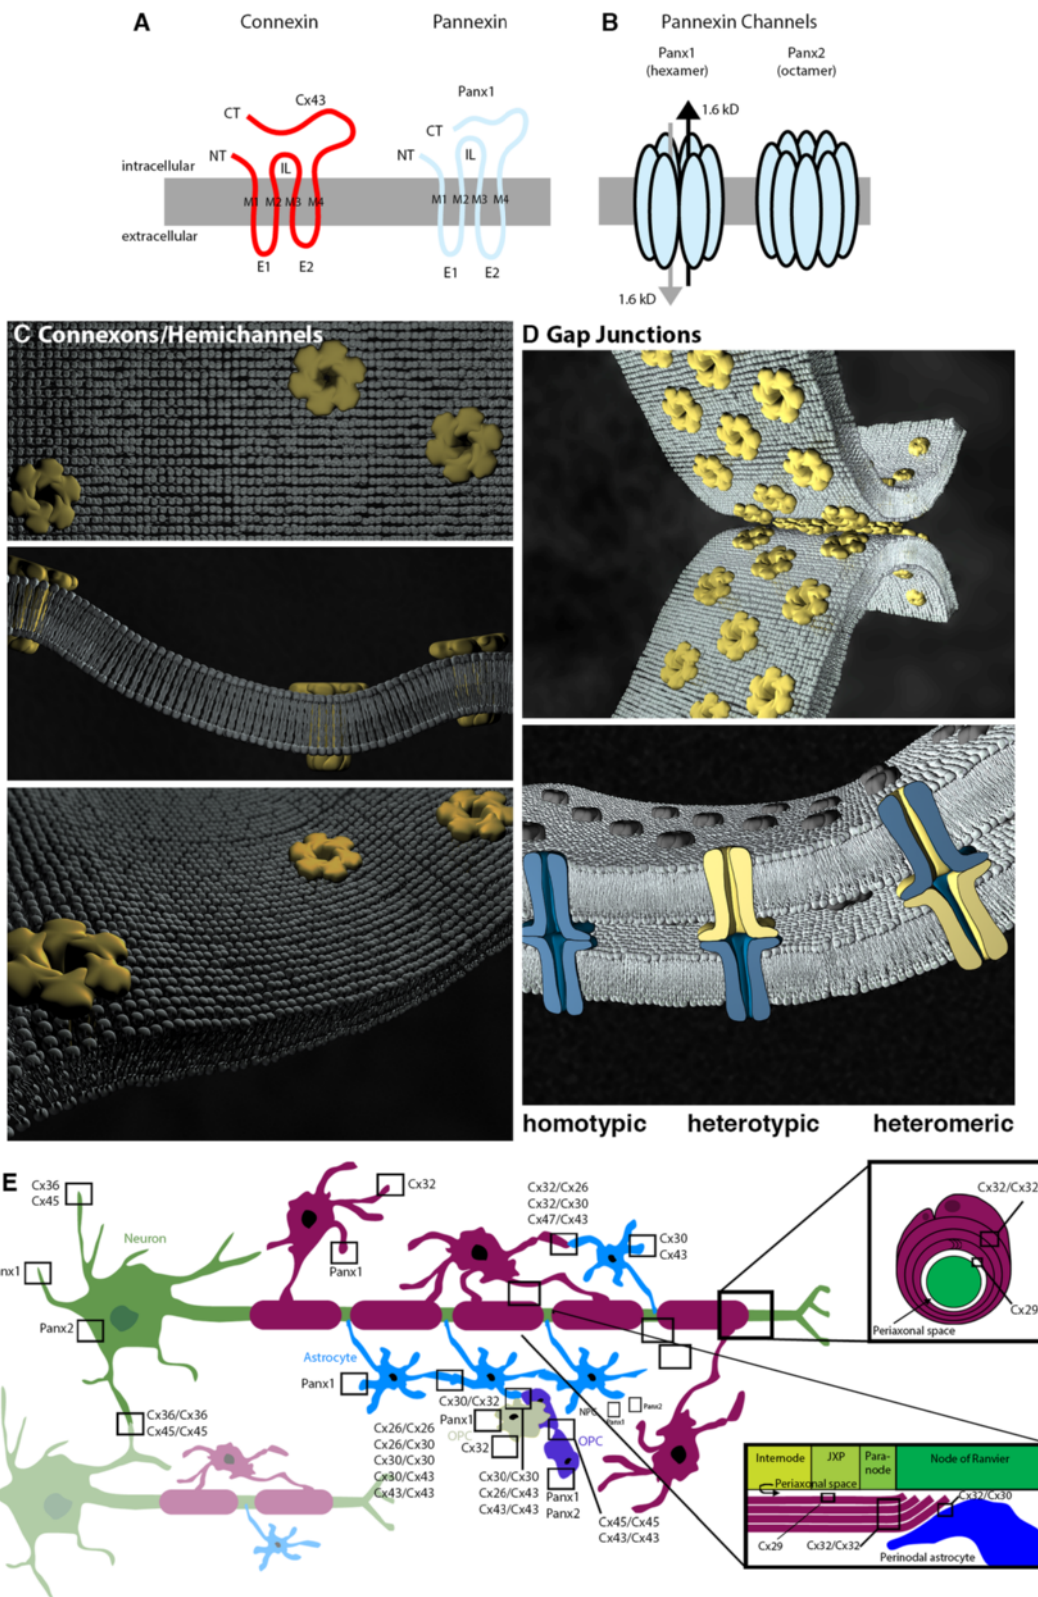 A
Connexin
Pannexin
B
Pannexin Channels
Panx1
(hexamer)
Panx2
(octamer)
CT
Cx43
NT
IL
Panx1
CT
NT
IL
1.6 kD
intracellular
M1 M2 M3 M4
M1 M2 M3 M4
extracellular
E1
E2
E1
E2
1.6 kD
C Connexons/Hemichannels
D Gap Junctions
homotypic
heterotypic
heteromeric
E
Cx36
Cx45
Neuron
nx1
Panx2
Cx32
Panx1
Cx32/Cx26
Cx32/Cx30
Cx47/Cx43
Cx30
Cx43
Cx32/Cx32
Cx29
Periaxonal space
Astrocyte
Panx1
Cx36/Cx36
Cx45/Cx45
Cx30/Cx32
Panx1
OPC
Cx32
Cx26/Cx26
Cx26/Cx30
Cx30/Cx30
Cx30/Cx43
Cx43/Cx43
Cx30/Cx30
Cx26/Cx43
Cx43/Cx43
OPC
Panx1
Panx2
NPC
Panx1
Panx2
Cx45/Cx45
Cx43/Cx43
Internode
JXP
Para-
node
Node of Ranvier
Periaxonal space
Cx32/Cx30
Cx29
Cx32/Cx32
Perinodal astrocyte